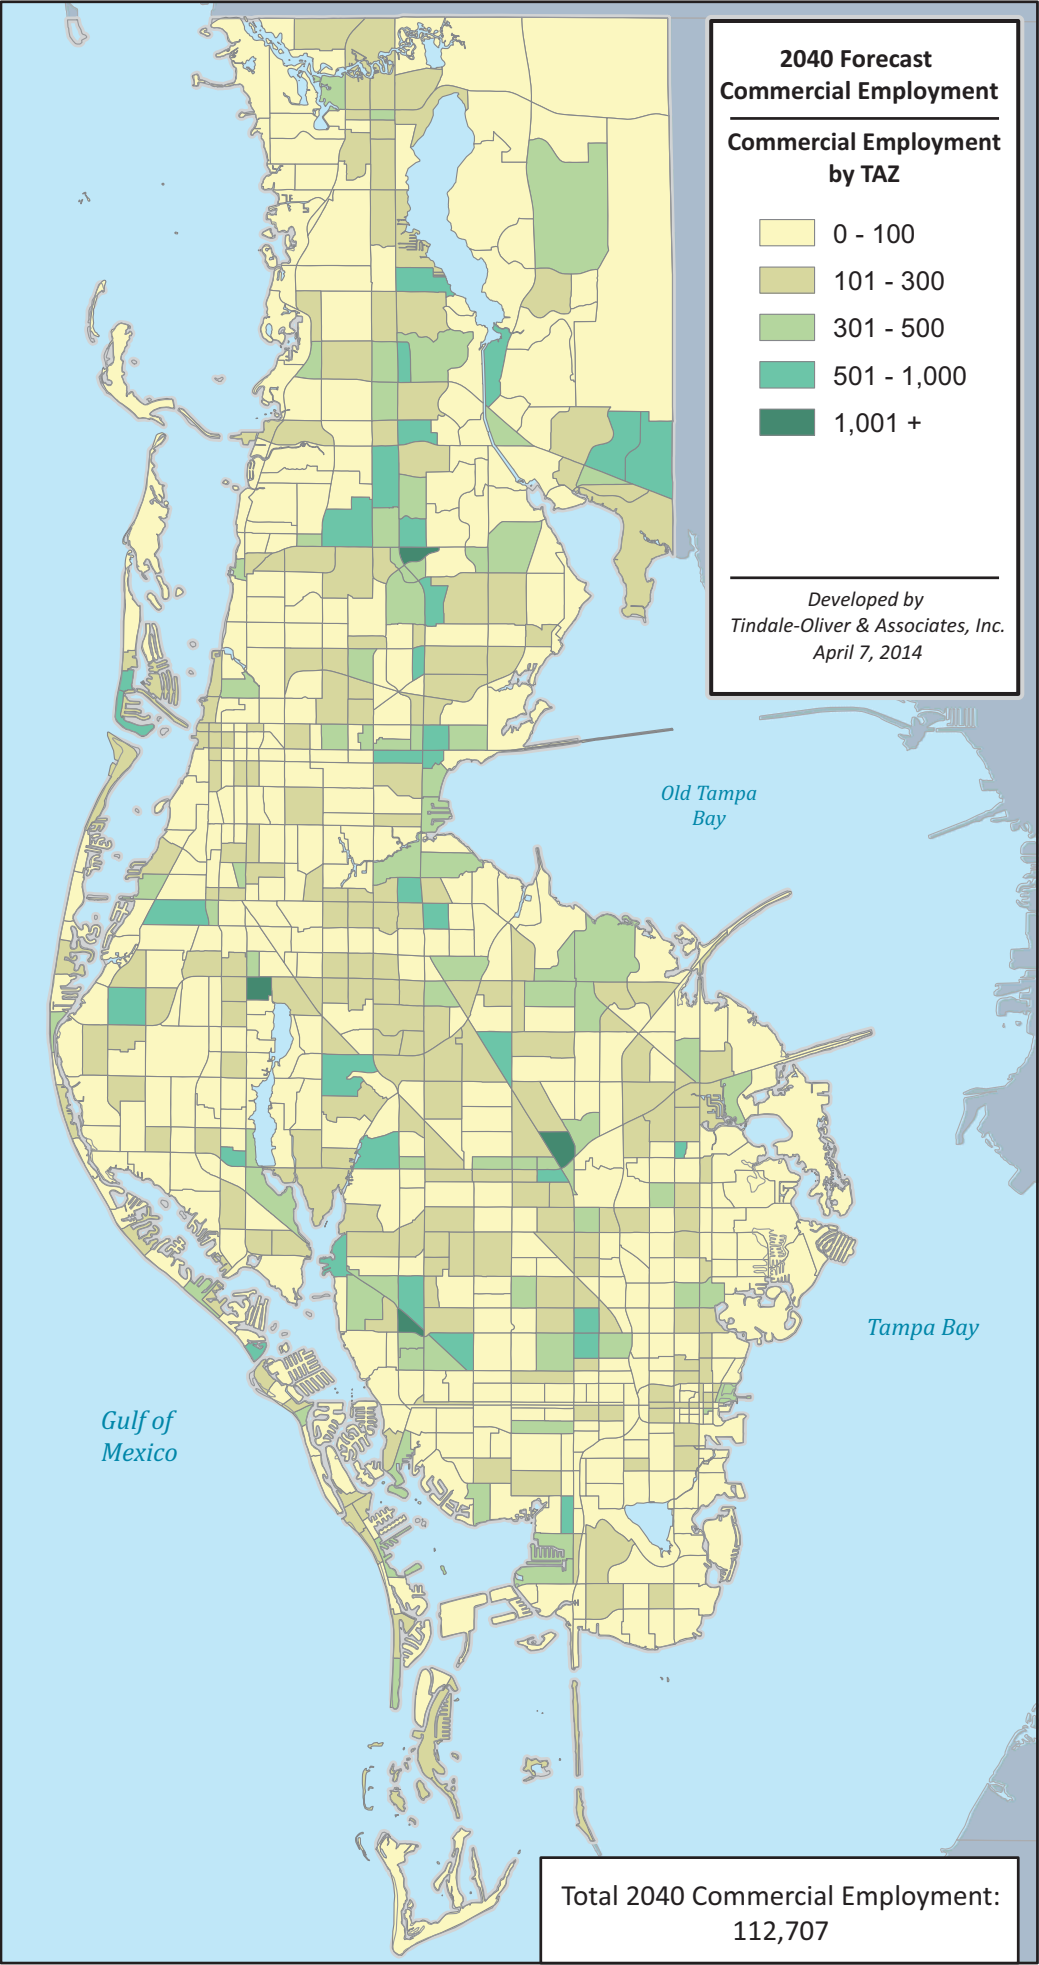 2040 Forecast
Commercial Employment
Commercial Employment
by TAZ
0 - 100
101 - 300
301 - 500
501 - 1,000
1,001 +
Developed by
Tindale-Oliver & Associates, Inc.
April 7, 2014
Old Tampa
Bay
Tampa Bay
Gulf of
Mexico
Total 2040 Commercial Employment:
112,707